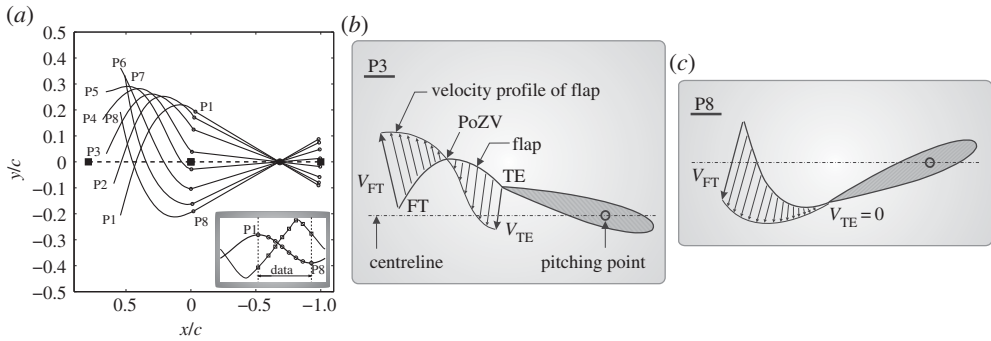 (a)
0.5
0.4
0.3
0.2
0.1
0
−0.1
−0.2
−0.3
−0.4
−0.5
y/c
P6
P7
P5
P4
P8
P1
P3
P2
P1
P8
P1
data
P8
0.5
0
−0.5
−1.0
x/c
(b)
P3
velocity profile of flap
PoZV
flap
TE
V_FT
FT
V_TE
centreline
pitching point
(c)
P8
V_FT
V_TE = 0